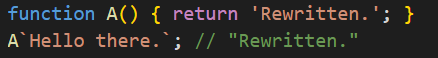 function A() { return 'Rewritten.'; }
A`Hello there.`; // "Rewritten."